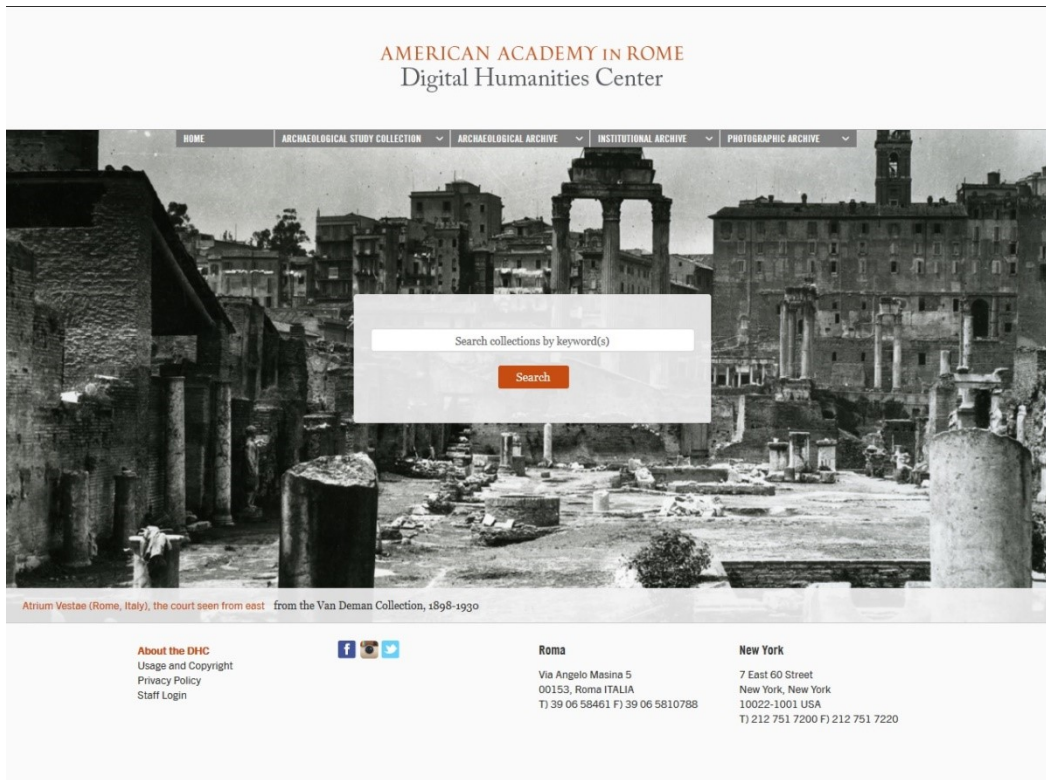 AMERICAN ACADEMY IN ROME
Digital Humanities Center
HOME
ARCHAEOLOGICAL STUDY COLLECTION
ARCHAEOLOGICAL ARCHIVE
INSTITUTIONAL ARCHIVE
PHOTOGRAPHIC ARCHIVE
Search collections by keyword(s)
Search
Atrium Vestae (Rome, Italy), the court seen from east from the Van Deman Collection, 1898-1930
About the DHC
Usage and Copyright
Privacy Policy
Staff Login
f
Roma
Via Angelo Masina 5
00153, Roma ITALIA
T) 39 06 58461 F) 39 06 5810788
New York
7 East 60 Street
New York, New York
10022-1001 USA
T) 212 751 7200 F) 212 751 7220